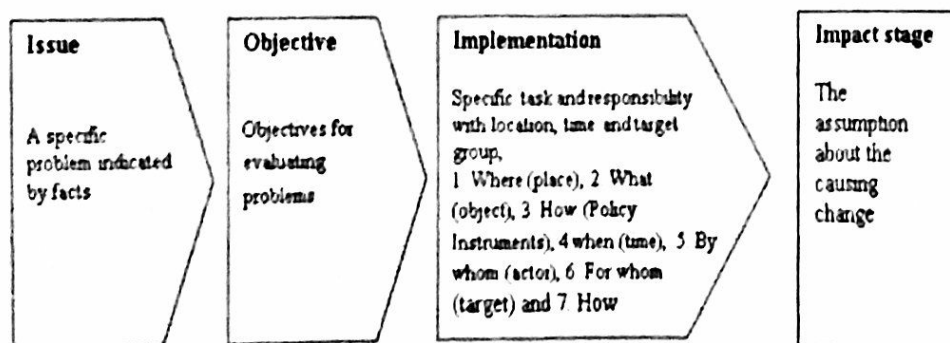 Issue
A specific
problem indicated
by facts
Objective
Objectives for
evaluating
problems
Implementation
Specific task and responsibility
with location, time and target
group,
1 Where (place), 2 What
(object), 3 How (Policy
Instruments), 4 when (time), 5 By
whom (actor), 6 For whom
(target) and 7 How
Impact stage
The
assumption
about the
causing
change